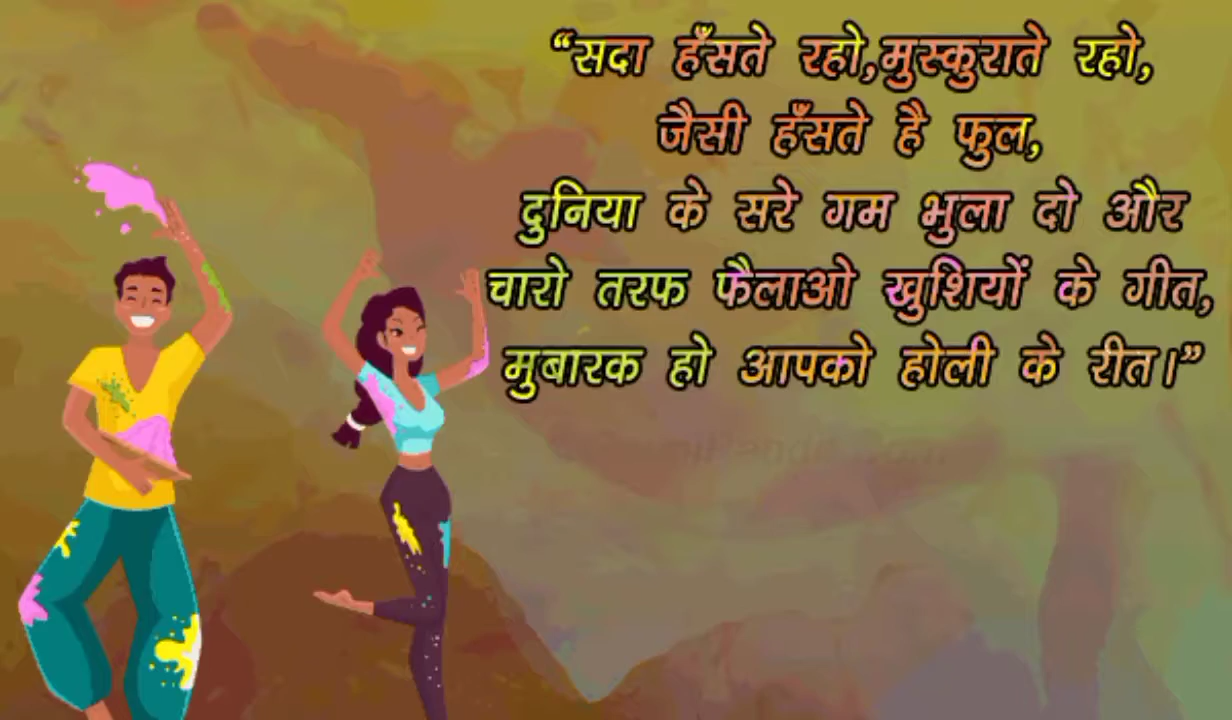 “सदा हँसते रहो,मुस्कुराते रहो,
जैसी हँसते है फुल,
दुनिया के सरे गम भुला दो और
चारो तरफ फैलाओ खुशियों के गीत,
मुबारक हो आपको होली के रीत।”